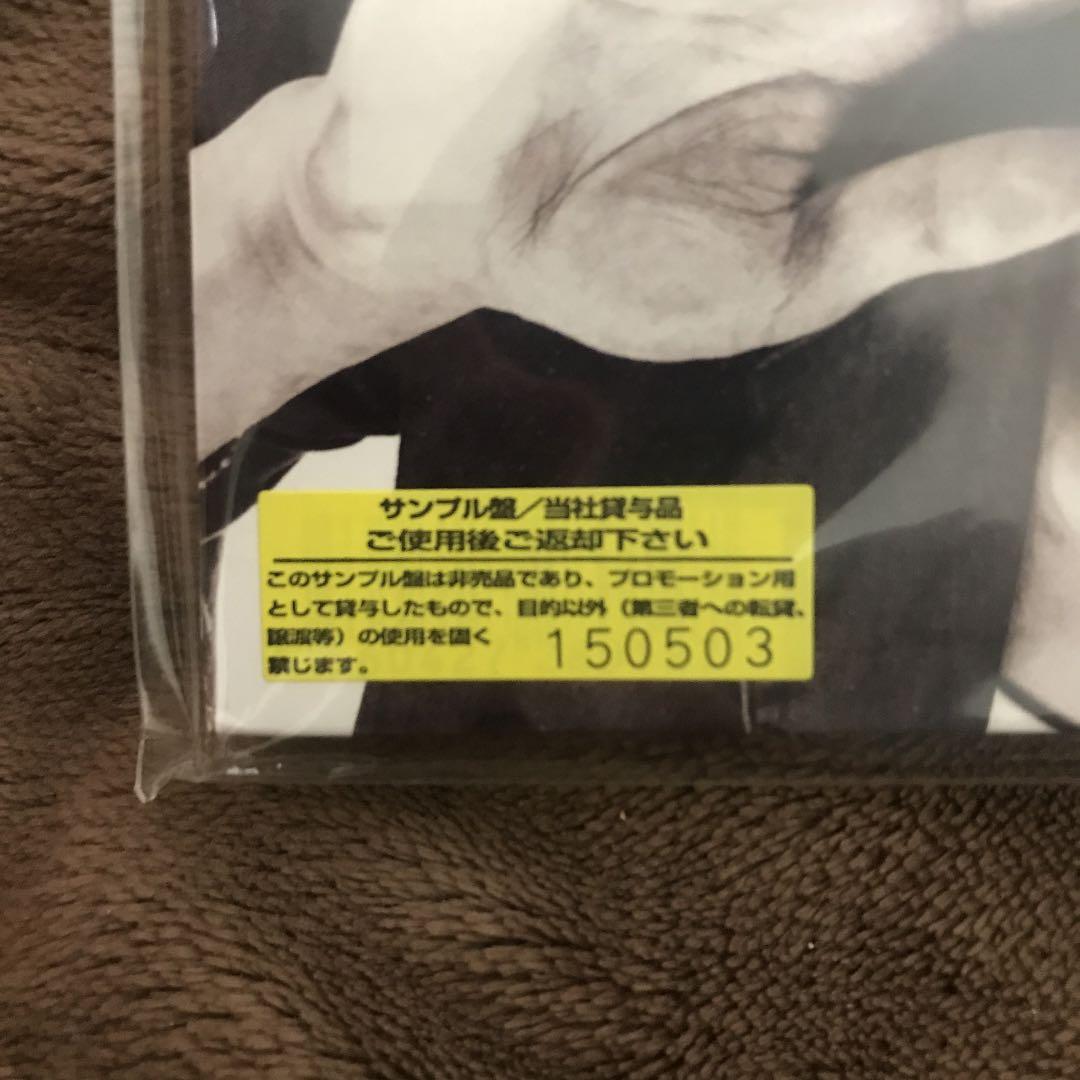 サンプル盤／当社貸与品
ご使用後ご返却下さい
このサンプル盤は非売品であり、プロモーション用
として貸与したもので、目的以外（第三者への転貸、
譲渡等）の使用を固く
禁じます。
150503